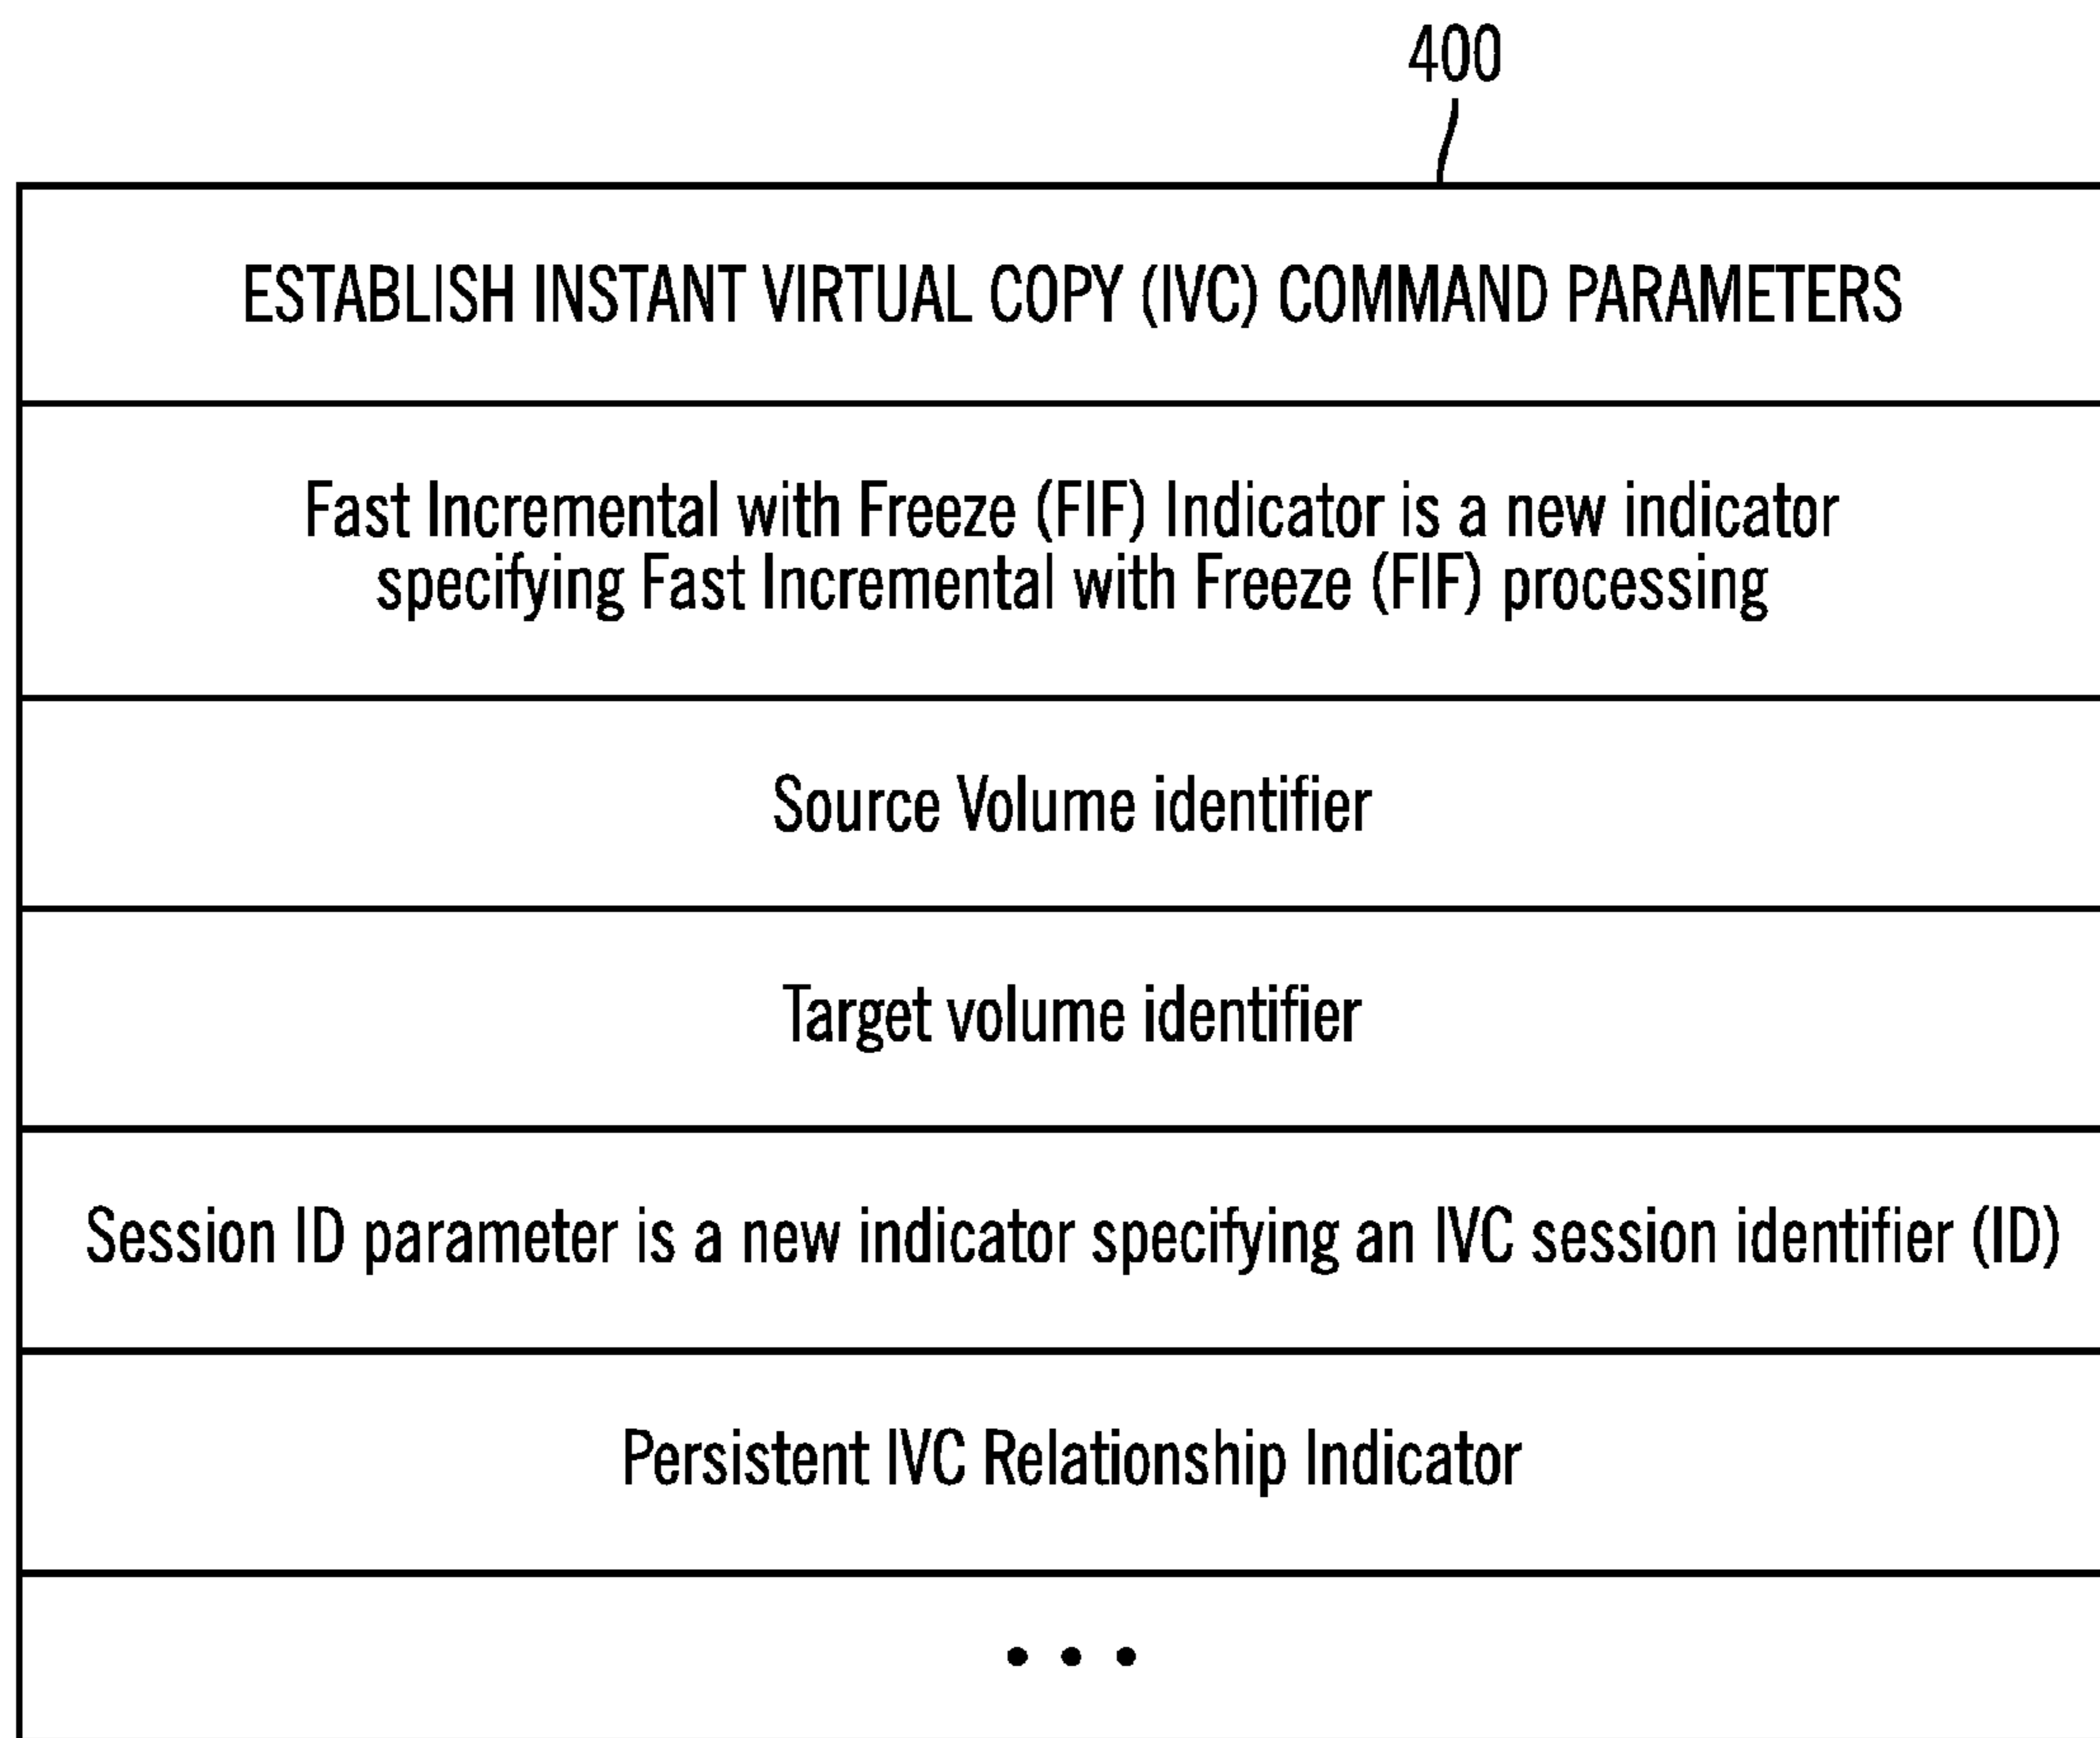 400
ESTABLISH INSTANT VIRTUAL COPY (IVC) COMMAND PARAMETERS
Fast Incremental with Freeze (FIF) Indicator is a new indicator
specifying Fast Incremental with Freeze (FIF) processing
Source Volume identifier
Target volume identifier
Session ID parameter is a new indicator specifying an IVC session identifier (ID)
Persistent IVC Relationship Indicator
• • •